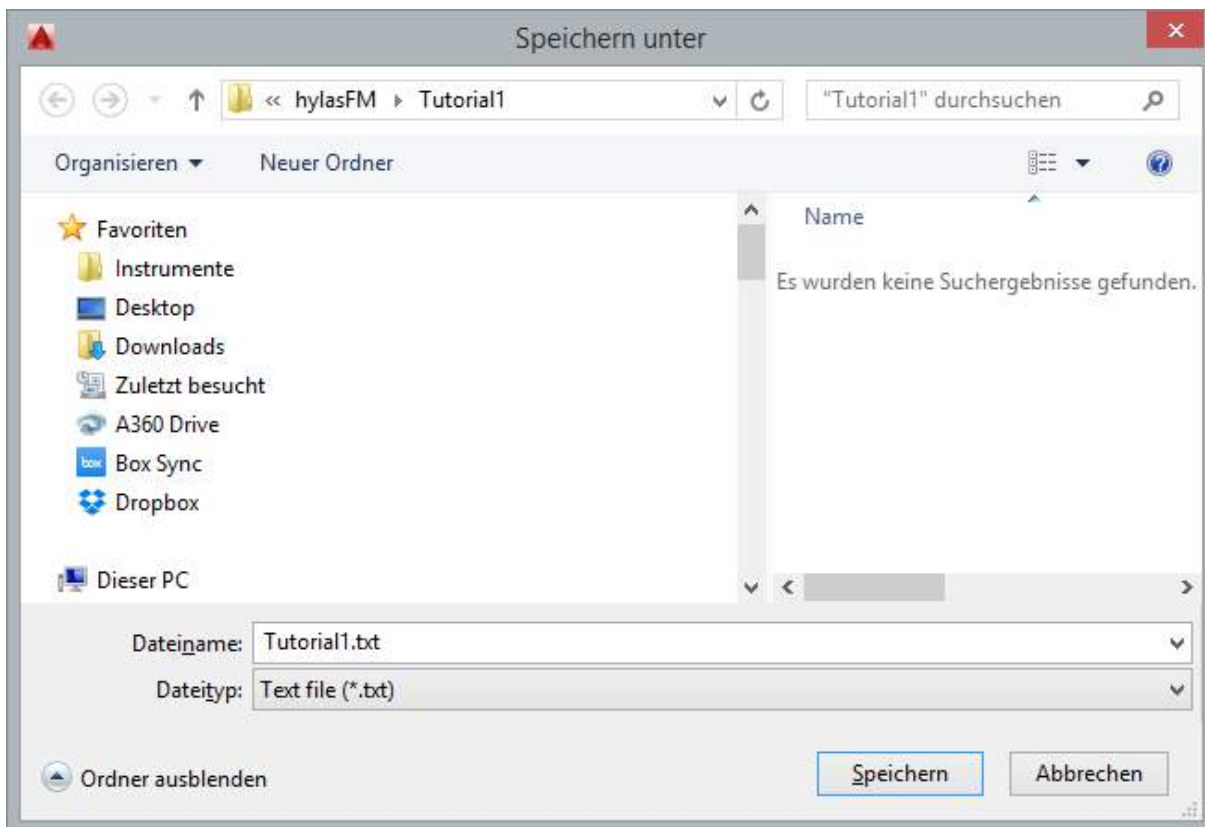 Speichern unter
« hylasFM ▸ Tutorial1
"Tutorial1" durchsuchen
Organisieren
Neuer Ordner
Favoriten
Instrumente
Desktop
Downloads
Zuletzt besucht
A360 Drive
box Box Sync
Dropbox
Dieser PC
Name
Es wurden keine Suchergebnisse gefunden.
Dateiname: Tutorial1.txt
Dateityp: Text file (*.txt)
Ordner ausblenden
Speichern
Abbrechen